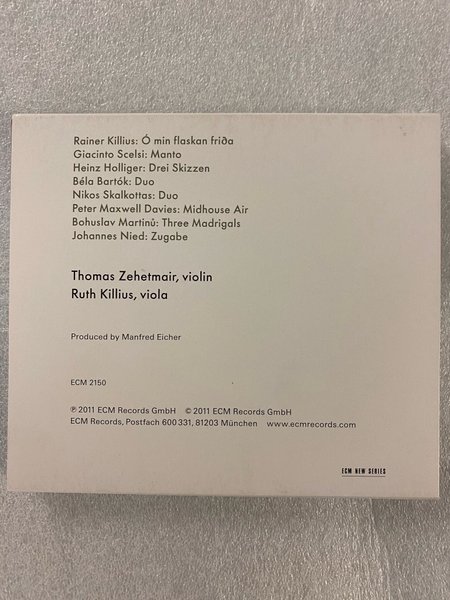 Rainer Killius: Ó min flaskan friða
Giacinto Scelsi: Manto
Heinz Holliger: Drei Skizzen
Béla Bartók: Duo
Nikos Skalkottas: Duo
Peter Maxwell Davies: Midhouse Air
Bohuslav Martinů: Three Madrigals
Johannes Nied: Zugabe
Thomas Zehetmair, violin
Ruth Killius, viola
Produced by Manfred Eicher
ECM 2150
℗ 2011 ECM Records GmbH © 2011 ECM Records GmbH
ECM Records, Postfach 600 331, 81203 München www.ecmrecords.com
ECM NEW SERIES